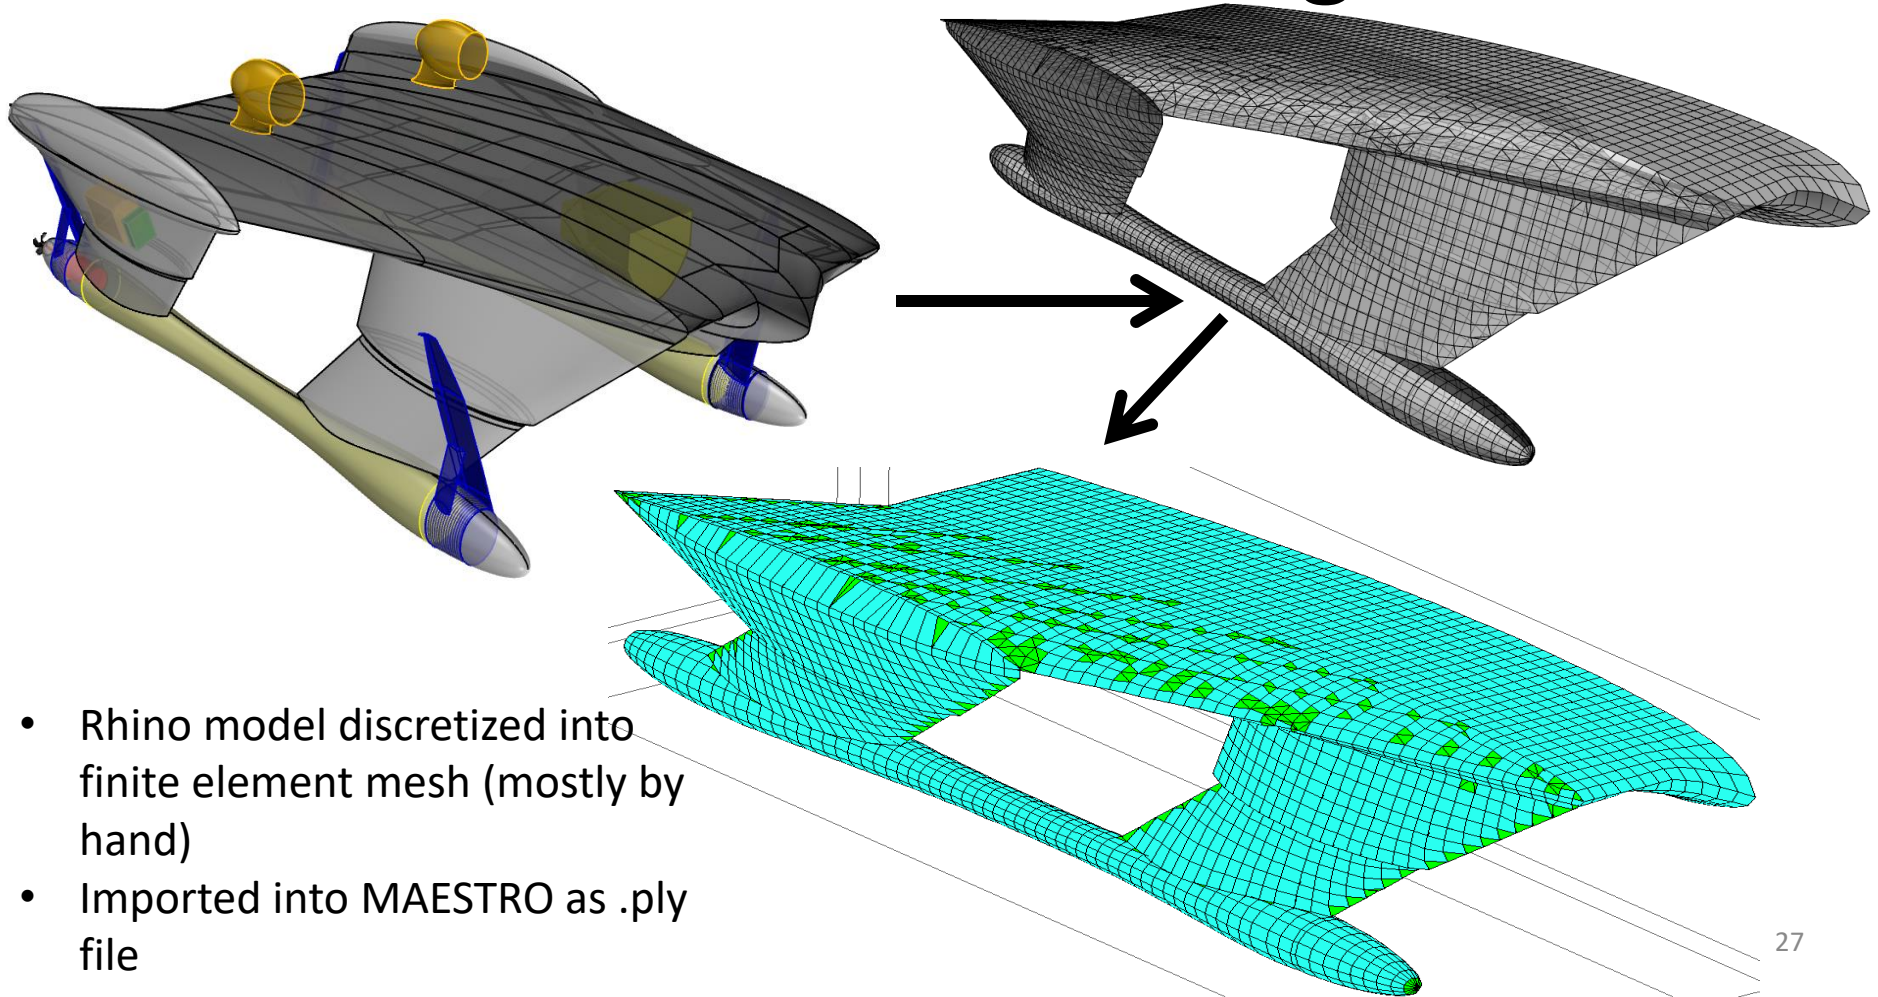 • Rhino model discretized into
finite element mesh (mostly by
hand)
• Imported into MAESTRO as .ply
file
27